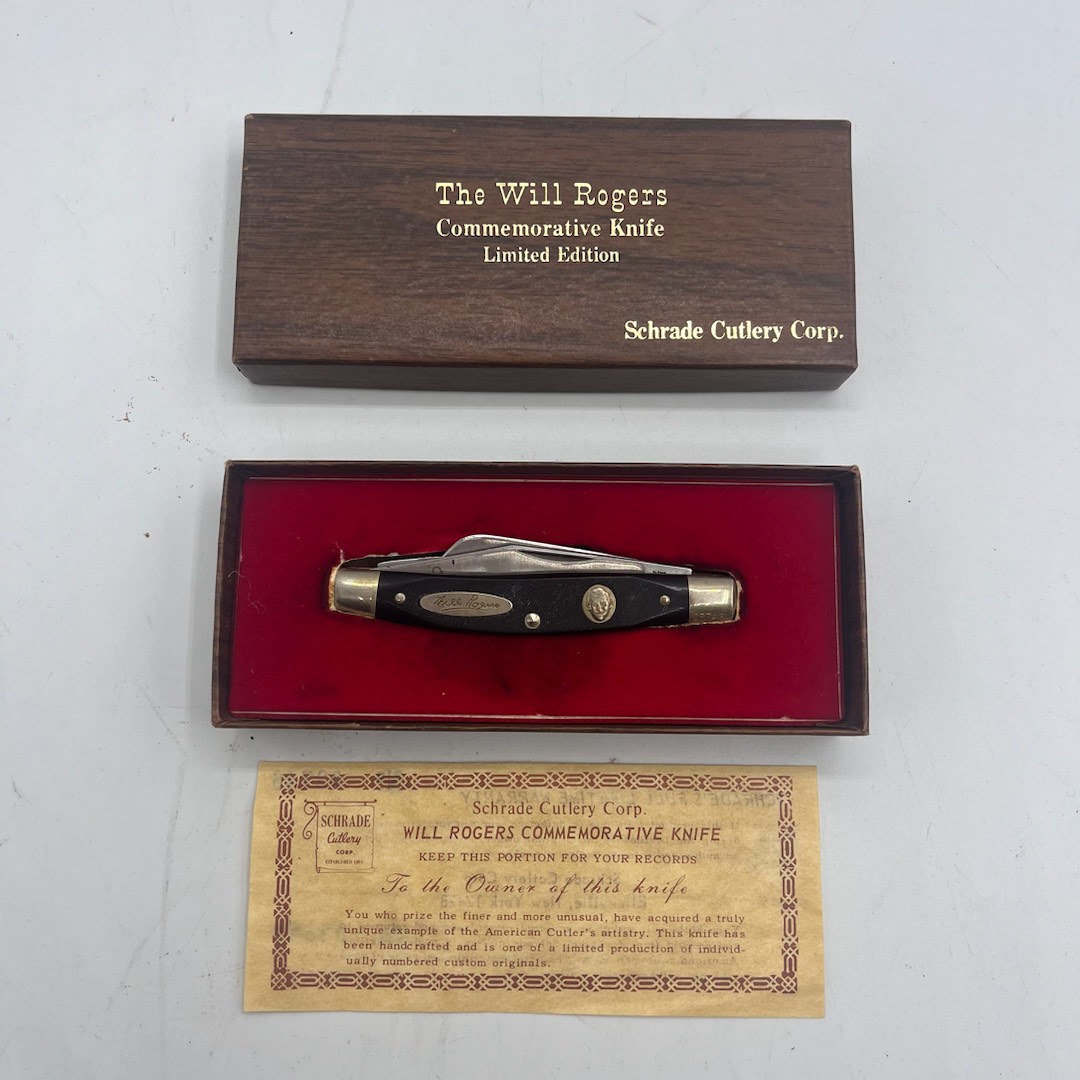 The Will Rogers
Commemorative Knife
Limited Edition
Schrade Cutlery Corp.
Will Rogers
SCHRADE
Cutlery
CORP.
ESTABLISHED 1904
Schrade Cutlery Corp.
WILL ROGERS COMMEMORATIVE KNIFE
KEEP THIS PORTION FOR YOUR RECORDS
To the Owner of this knife
You who prize the finer and more unusual, have acquired a truly
unique example of the American Cutler's artistry. This knife has
been handcrafted and is one of a limited production of individ-
ually numbered custom originals.